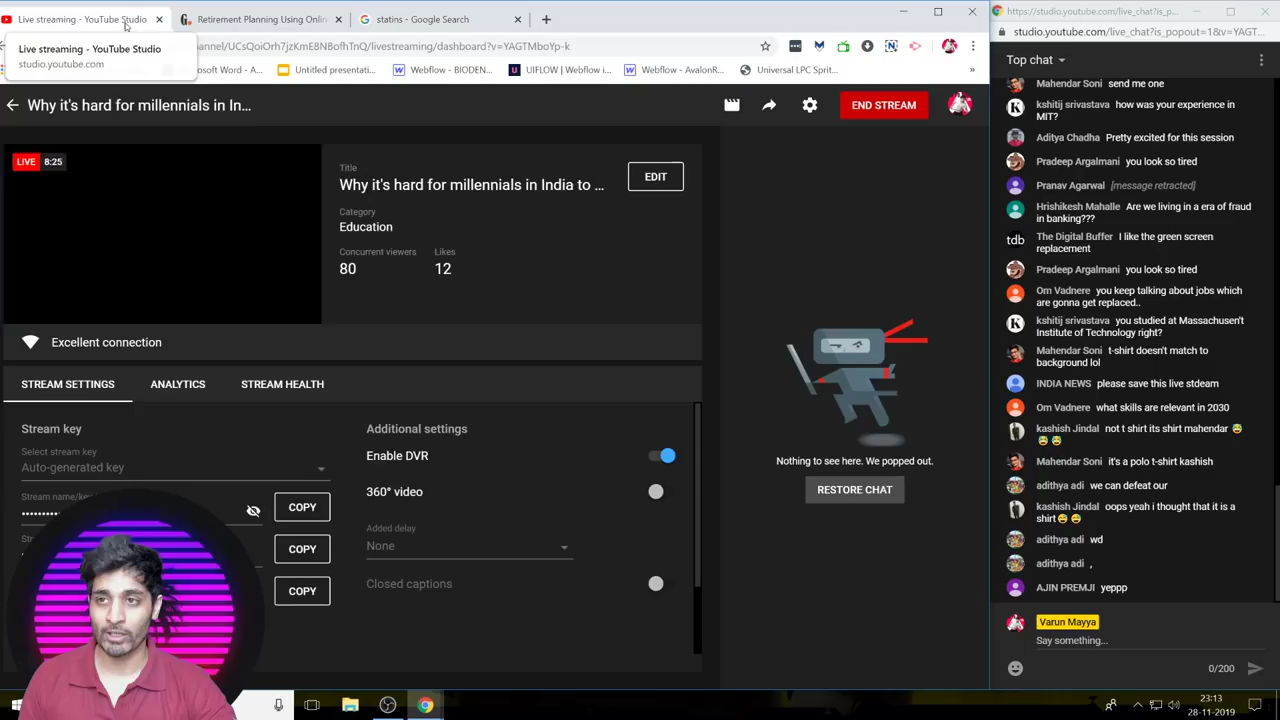 Live streaming - YouTube Studio
Retirement Planning Using Onlin
statins - Google Search
https://studio.youtube.com/live_chat?is_p...
Live streaming - YouTube Studio
studio.youtube.com
annel/UCsQoiOrh7jzKmE8NBofhTnQ/livestreaming/dashboard?v=YAGTMboYp-k
studio.youtube.com/live_chat?is_popout=1&v=YAGT...
osoft Word - A...
Untitled presentati...
Webflow - BIODEN...
UIFLOW | Webflow i...
Webflow - AvalonR...
Universal LPC Sprit...
»
Why it's hard for millennials in In...
END STREAM
LIVE 8:25
Title
Why it's hard for millennials in India to ...
EDIT
Category
Education
Concurrent viewers
Likes
80
12
Excellent connection
STREAM SETTINGS
ANALYTICS
STREAM HEALTH
Stream key
Select stream key
Auto-generated key
Stream name/key
COPY
COPY
COPY
Additional settings
Enable DVR
360° video
Added delay
None
Closed captions
Nothing to see here. We popped out.
RESTORE CHAT
Top chat
Mahendar Soni send me one
kshitij srivastava how was your experience in
MIT?
Aditya Chadha Pretty excited for this session
Pradeep Argalmani you look so tired
Pranav Agarwal [message retracted]
Hrishikesh Mahalle Are we living in a era of fraud
in banking???
tdb The Digital Buffer I like the green screen
replacement
Pradeep Argalmani you look so tired
Om Vadnere you keep talking about jobs which
are gonna get replaced..
kshitij srivastava you studied at Massachusen't
Institute of Technology right?
Mahendar Soni t-shirt doesn't match to
background lol
INDIA NEWS please save this live stdeam
Om Vadnere what skills are relevant in 2030
kashish Jindal not t shirt its shirt mahendar 😨
😨😨
Mahendar Soni it's a polo t-shirt kashish
adithya adi we can defeat our
kashish Jindal oops yeah i thought that it is a
shirt😅😅
adithya adi wd
adithya adi ,
AJIN PREMJI yeppp
Varun Mayya
Say something...
0/200
23:13
28-11-2019